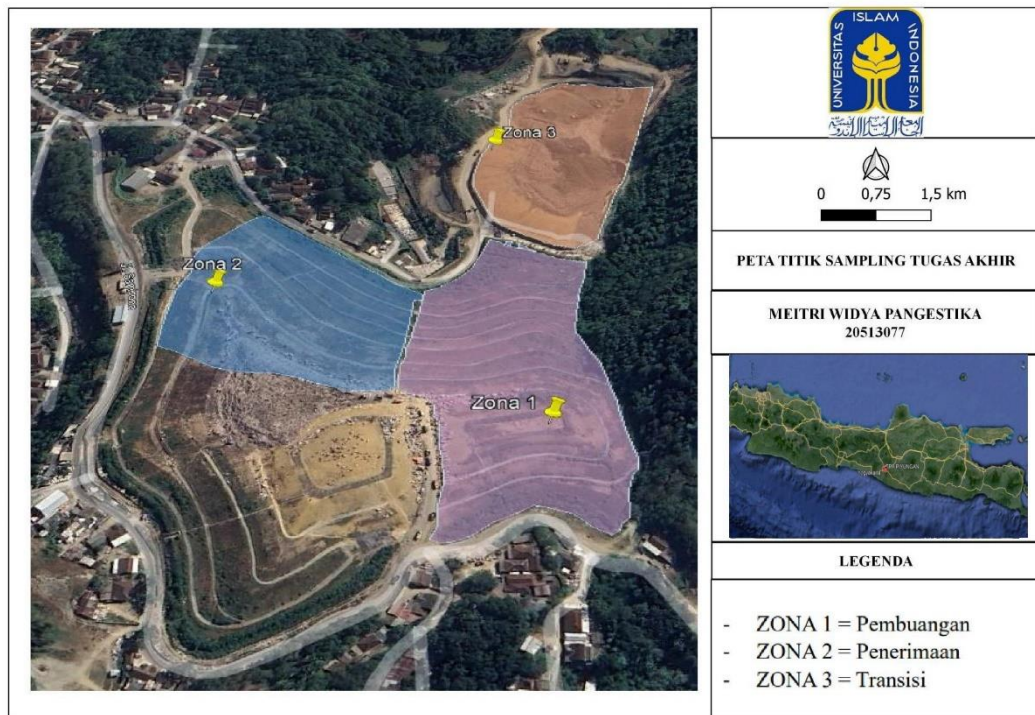 Zona 3
Zona 2
Zona 1
UNIVERSITAS ISLAM INDONESIA
0 0,75 1,5 km
PETA TITIK SAMPLING TUGAS AKHIR
MEITRI WIDYA PANGESTIKA
20513077
LEGENDA
- ZONA 1 = Pembuangan
- ZONA 2 = Penerimaan
- ZONA 3 = Transisi